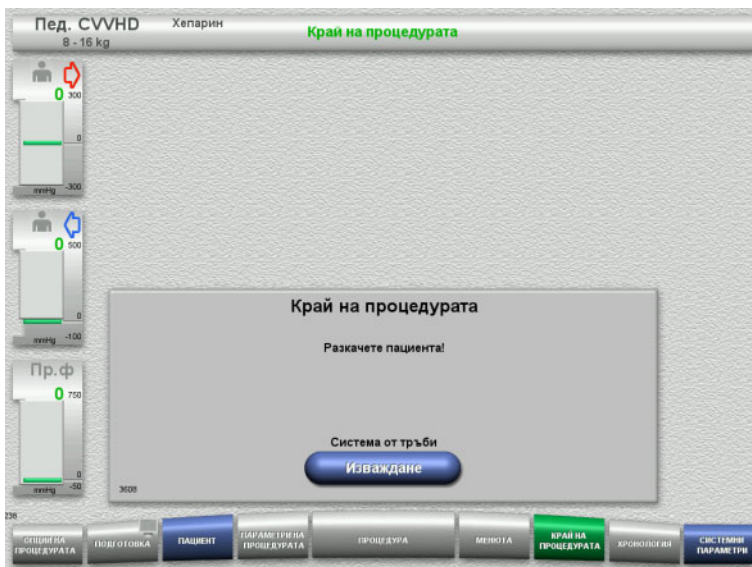 Пед. CVVHD
Хепарин
8 - 16 kg
Край на процедурата
0
300
0
mmHg
-300
0
500
0
mmHg
-100
Пр.ф
0
750
0
mmHg
-50
Край на процедурата
Разкачете пациента!
Система от тръби
Изваждане
3608
236
ОПЦИИ НА
ПРОЦЕДУРАТА
ПОДГОТОВКА
ПАЦИЕНТ
ПАРАМЕТРИ НА
ПРОЦЕДУРАТА
ПРОЦЕДУРА
МЕНЮТА
КРАЙ НА
ПРОЦЕДУРАТА
ХРОНОЛОГИЯ
СИСТЕМНИ
ПАРАМЕТРИ